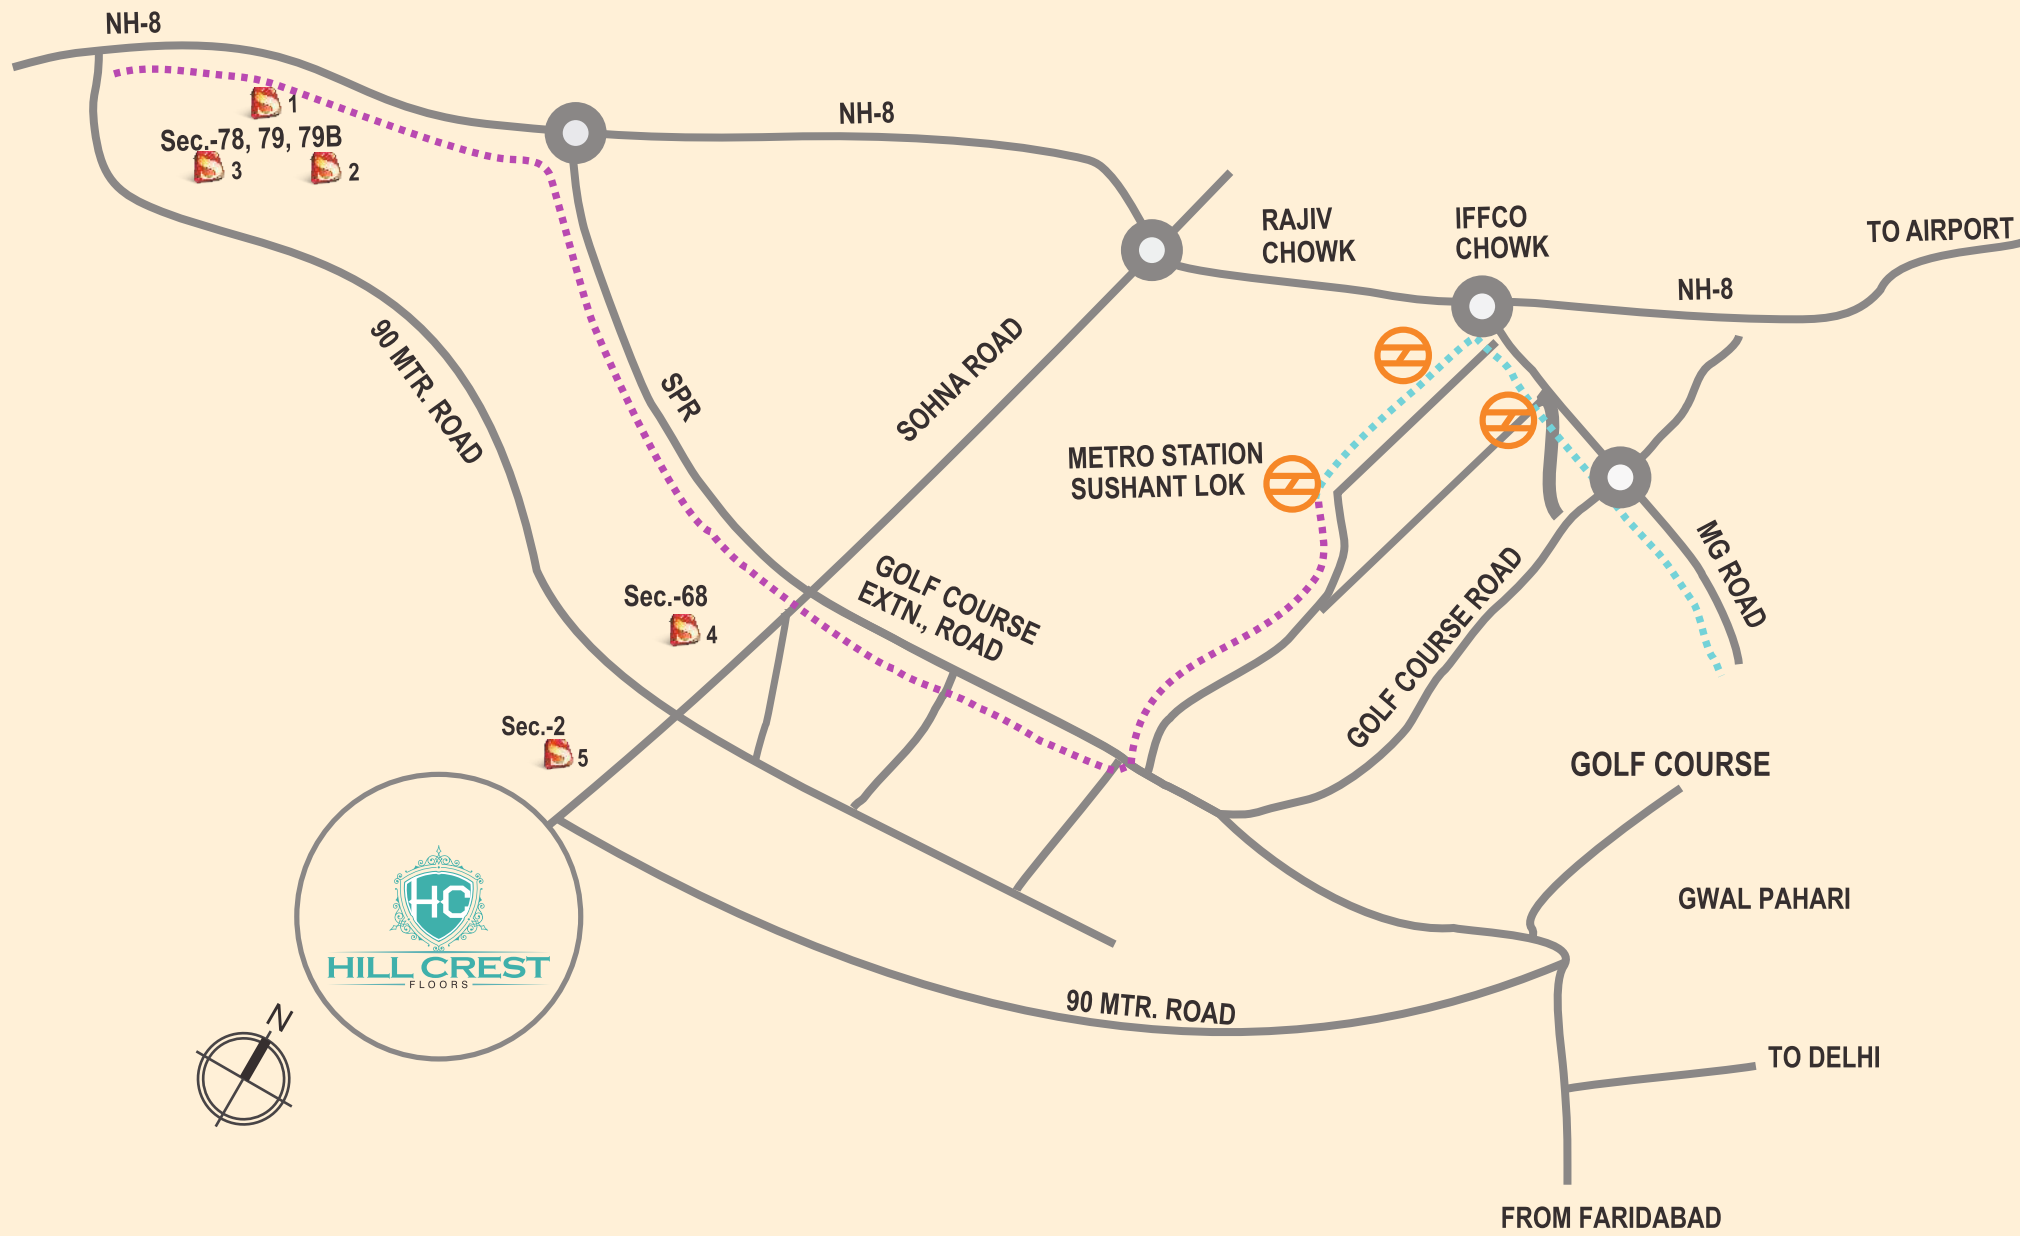 NH-8
1
Sec.-78, 79, 79B
3
2
NH-8
RAJIV
CHOWK
IFFCO
CHOWK
TO AIRPORT
NH-8
90 MTR. ROAD
SPR
SOHNA ROAD
METRO STATION
SUSHANT LOK
MG ROAD
GOLF COURSE
EXTN., ROAD
GOLF COURSE ROAD
Sec.-68
4
Sec.-2
5
GOLF COURSE
GWAL PAHARI
HC
HILL CREST
FLOORS
90 MTR. ROAD
N
TO DELHI
FROM FARIDABAD